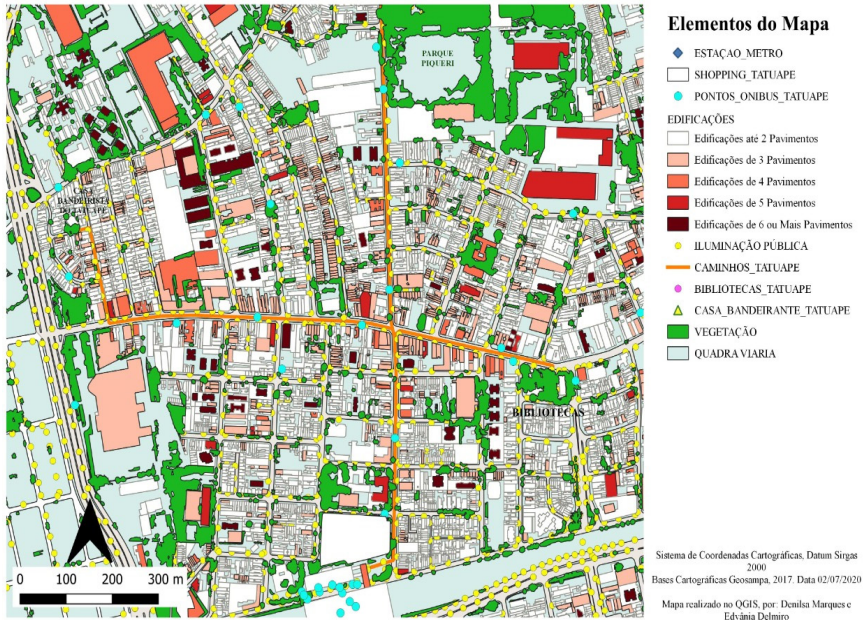 PARQUE
PIQUERI
CASA
BANDEIRISTA
DO TATUAPE
BIBLIOTECAS
0 100 200 300 m
Elementos do Mapa
ESTAÇAO_METRO
SHOPPING_TATUAPE
PONTOS_ONIBUS_TATUAPE
EDIFICAÇÕES
Edificações até 2 Pavimentos
Edificações de 3 Pavimentos
Edificações de 4 Pavimentos
Edificações de 5 Pavimentos
Edificações de 6 ou Mais Pavimentos
ILUMINAÇÃO PÚBLICA
CAMINHOS_TATUAPE
BIBLIOTECAS_TATUAPE
CASA_BANDEIRANTE_TATUAPE
VEGETAÇÃO
QUADRA VIARIA
Sistema de Coordenadas Cartográficas, Datum Sirgas
2000
Bases Cartográficas Geosampa, 2017. Data 02/07/2020
Mapa realizado no QGIS, por: Denilsa Marques e
Edvânia Delmiro